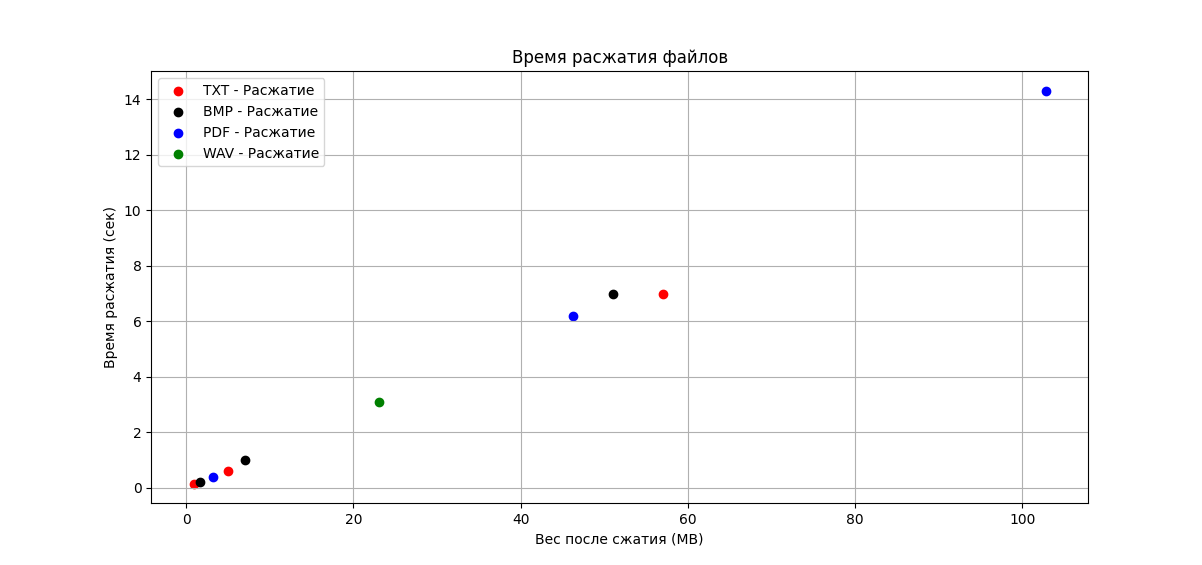 Время расжатия файлов
TXT - Расжатие
BMP - Расжатие
PDF - Расжатие
WAV - Расжатие
Время расжатия (сек)
14
12
10
8
6
4
2
0
0 20 40 60 80 100
Вес после сжатия (MB)